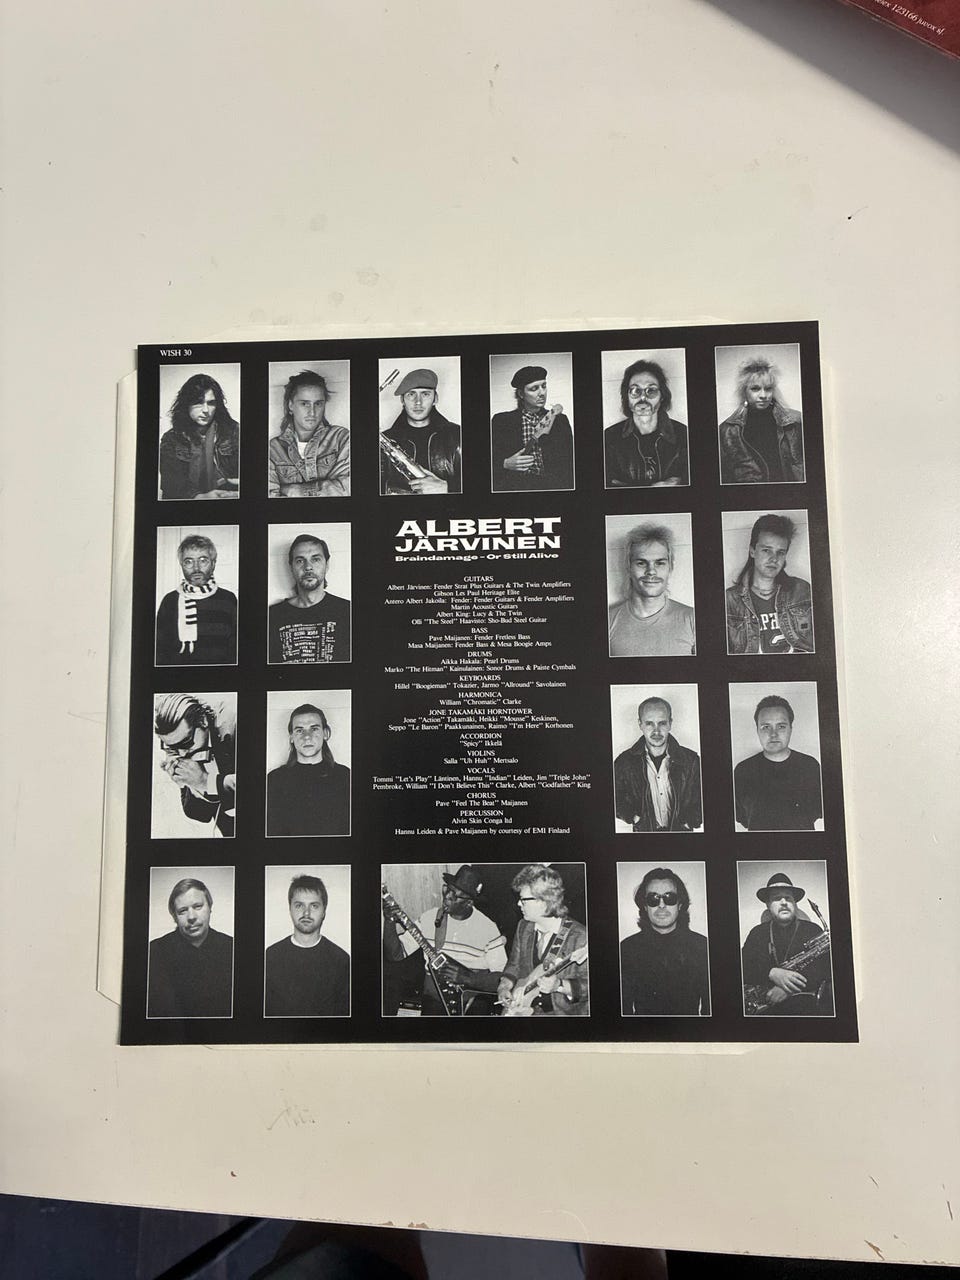 telex 123166 juvox sf.
WISH 30
ALBERT
JÄRVINEN
Braindamage - Or Still Alive
GUITARS
Albert Järvinen: Fender Strat Plus Guitars & The Twin Amplifiers
Gibson Les Paul Heritage Elite
Antero Albert Jakoila: Fender: Fender Guitars & Fender Amplifiers
Martin Acoustic Guitars
Albert King: Lucy & The Twin
Olli "The Steel" Haavisto: Sho-Bud Steel Guitar
BASS
Pave Maijanen: Fender Fretless Bass
Masa Maijanen: Fender Bass & Mesa Boogie Amps
DRUMS
Aikka Hakala: Pearl Drums
Marko "The Hitman" Kainulainen: Sonor Drums & Paiste Cymbals
KEYBOARDS
Hillel "Boogieman" Tokazier, Jarmo "Allround" Savolainen
HARMONICA
William "Chromatic" Clarke
JONE TAKAMÄKI HORNTOWER
Jone "Action" Takamäki, Heikki "Mousse" Keskinen,
Seppo "Le Baron" Paakkunainen, Raimo "I'm Here" Korhonen
ACCORDION
"Spicy" Ikkelä
VIOLINS
Salla "Uh Huh" Mertsalo
VOCALS
Tommi "Let's Play" Läntinen, Hannu "Indian" Leiden, Jim "Triple John"
Pembroke, William "I Don't Believe This" Clarke, Albert "Godfather" King
CHORUS
Pave "Feel The Beat" Maijanen
PERCUSSION
Alvin Skin Conga ltd
Hannu Leiden & Pave Maijanen by courtesy of EMI Finland